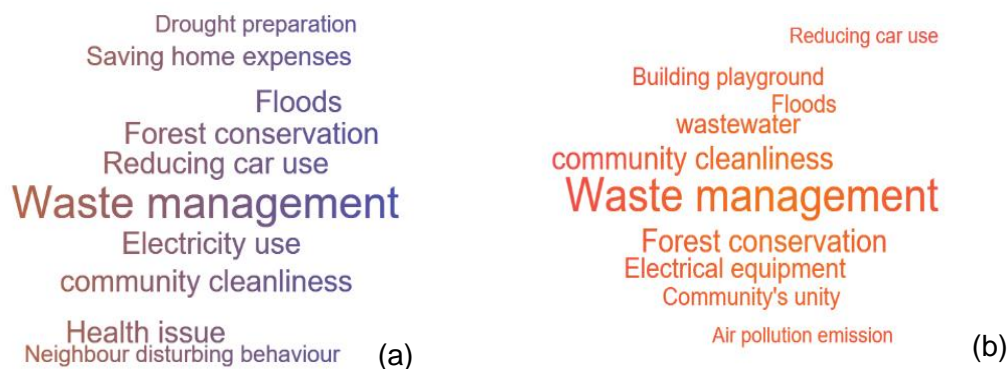 Drought preparation
Saving home expenses
Floods
Forest conservation
Reducing car use
Waste management
Electricity use
community cleanliness
Health issue
Neighbour disturbing behaviour
(a)
Reducing car use
Building playground
Floods
wastewater
community cleanliness
Waste management
Forest conservation
Electrical equipment
Community's unity
Air pollution emission
(b)